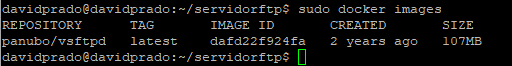 davidprado@davidprado:~/servidorftp$ sudo docker images
REPOSITORY TAG IMAGE ID CREATED SIZE
panubo/vsftpd latest dafd22f924fa 2 years ago 107MB
davidprado@davidprado:~/servidorftp$